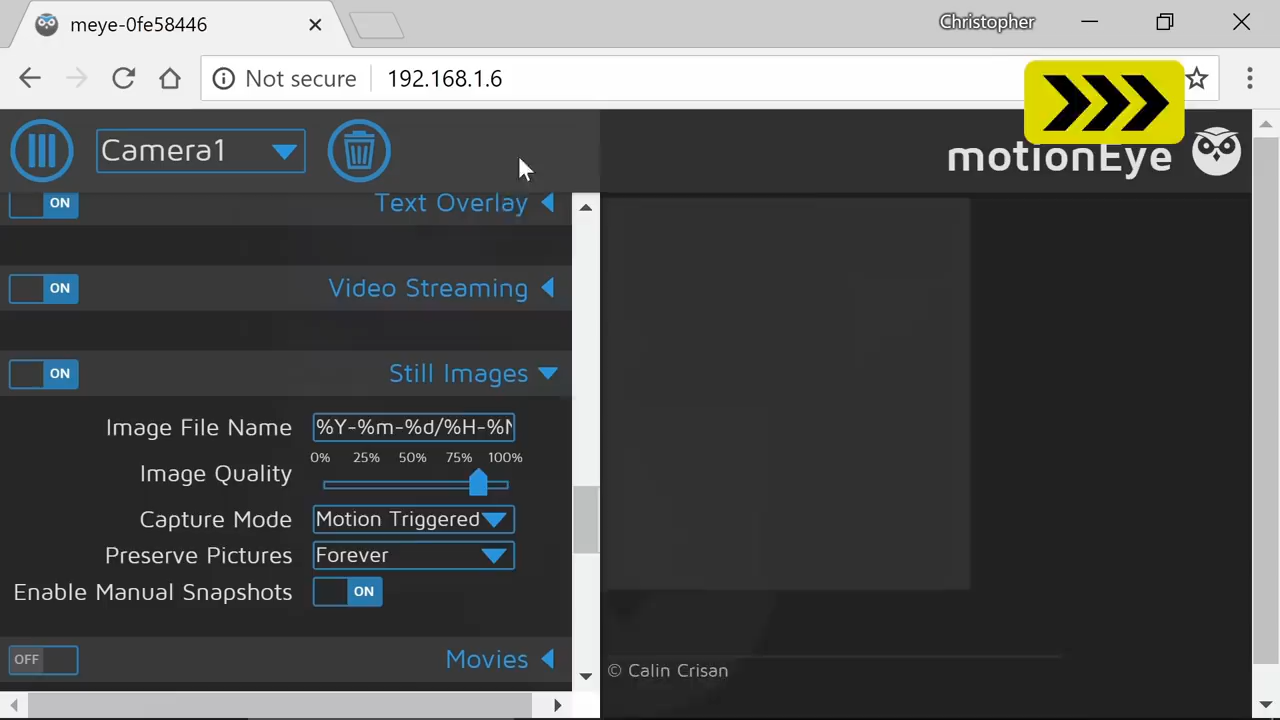 meye-0fe58446
Christopher
Not secure
192.168.1.6
Camera1
motionEye
ON
Text Overlay
ON
Video Streaming
ON
Still Images
Image File Name
%Y-%m-%d/%H-%
0% 25% 50% 75% 100%
Image Quality
Capture Mode
Motion Triggered
Preserve Pictures
Forever
Enable Manual Snapshots
ON
OFF
Movies
© Calin Crisan